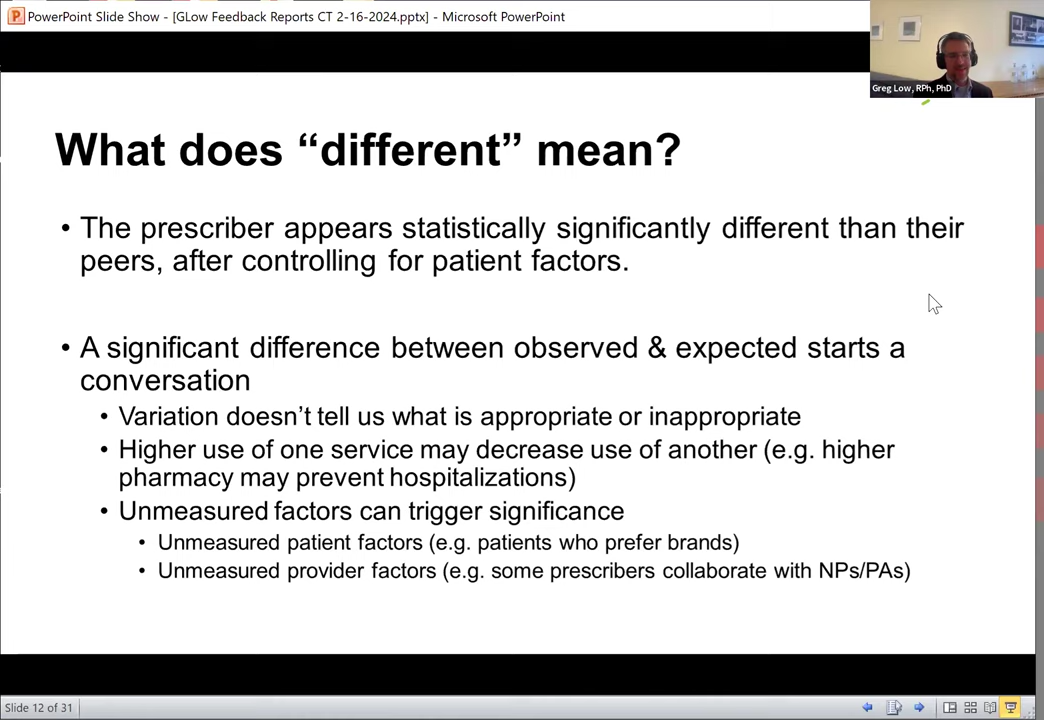 PowerPoint Slide Show - [GLow Feedback Reports CT 2-16-2024.pptx] - Microsoft PowerPoint
Greg Low, RPh, PhD
What does “different” mean?
• The prescriber appears statistically significantly different than their
peers, after controlling for patient factors.
• A significant difference between observed & expected starts a
conversation
• Variation doesn’t tell us what is appropriate or inappropriate
• Higher use of one service may decrease use of another (e.g. higher
pharmacy may prevent hospitalizations)
• Unmeasured factors can trigger significance
• Unmeasured patient factors (e.g. patients who prefer brands)
• Unmeasured provider factors (e.g. some prescribers collaborate with NPs/PAs)
Slide 12 of 31